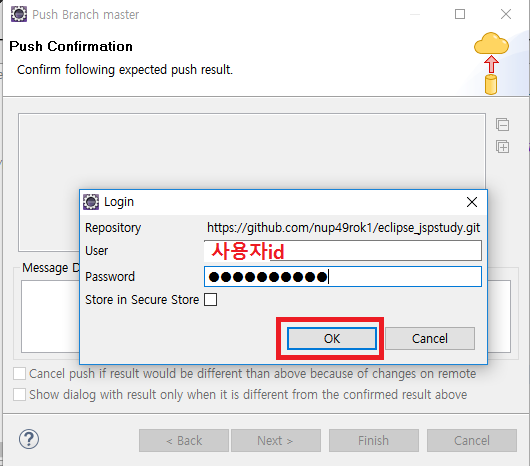 Push Branch master
Push Confirmation
Confirm following expected push result.
Login
Repository https://github.com/nup49rok1/eclipse_jspstudy.git
User 사용자id
Password ●●●●●●●●●●
Store in Secure Store
OK Cancel
Message D
Cancel push if result would be different than above because of changes on remote
Show dialog with result only when it is different from the confirmed result above
? < Back Next > Finish Cancel